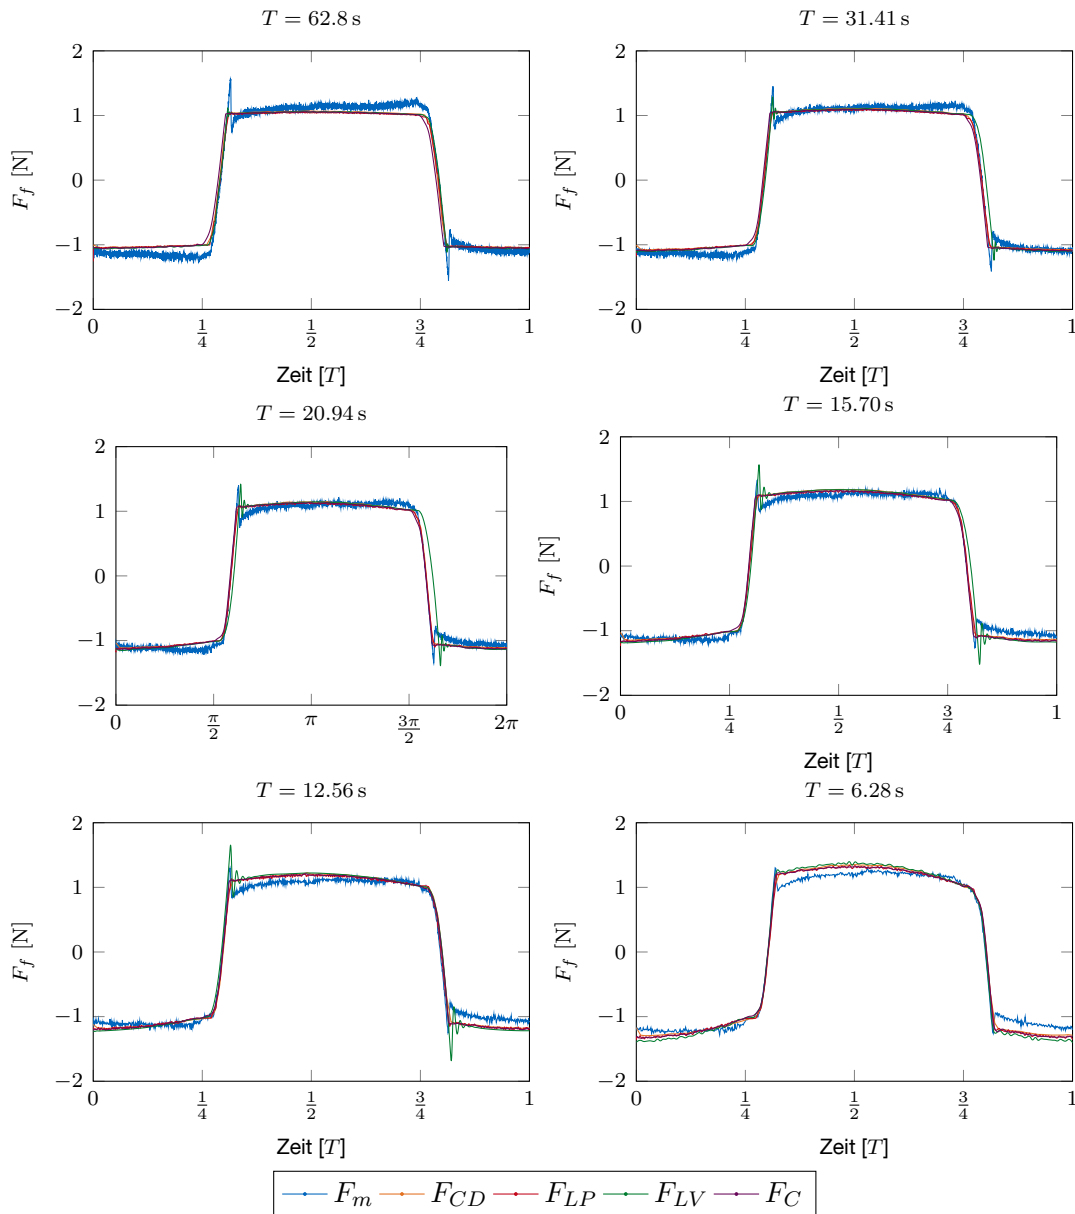 T = 62.8 s
T = 31.41 s
2
1
0
−1
−2
F_f [N]
0 1/4 1/2 3/4 1
Zeit [T]
2
1
0
−1
−2
F_f [N]
0 1/4 1/2 3/4 1
Zeit [T]
T = 20.94 s
T = 15.70 s
2
1
0
−1
−2
0 π/2 π 3π/2 2π
2
1
0
−1
−2
F_f [N]
0 1/4 1/2 3/4 1
Zeit [T]
T = 12.56 s
T = 6.28 s
2
1
0
−1
−2
F_f [N]
0 1/4 1/2 3/4 1
Zeit [T]
2
1
0
−1
−2
F_f [N]
0 1/4 1/2 3/4 1
Zeit [T]
F_m F_CD F_LP F_LV F_C